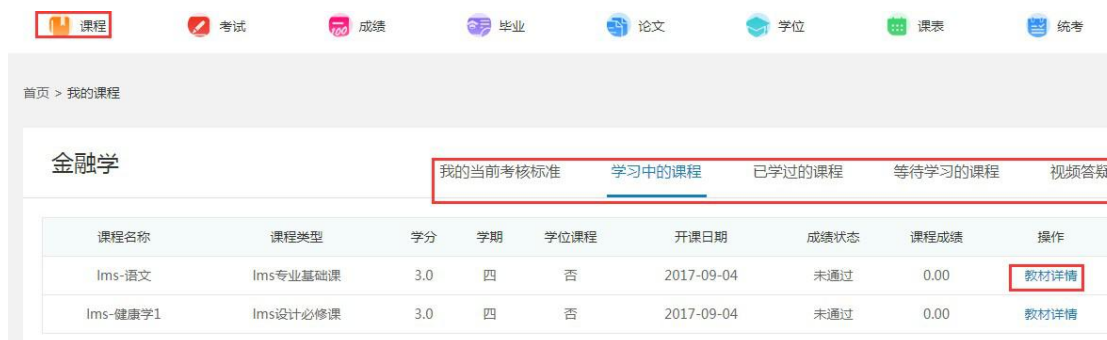 课程 考试 100 成绩 毕业 论文 学位 课表 统考
首页 > 我的课程
金融学 我的当前考核标准 学习中的课程 已学过的课程 等待学习的课程 视频答疑
课程名称 课程类型 学分 学期 学位课程 开课日期 成绩状态 课程成绩 操作
lms-语文 lms专业基础课 3.0 四 否 2017-09-04 未通过 0.00 教材详情
lms-健康学1 lms设计必修课 3.0 四 否 2017-09-04 未通过 0.00 教材详情